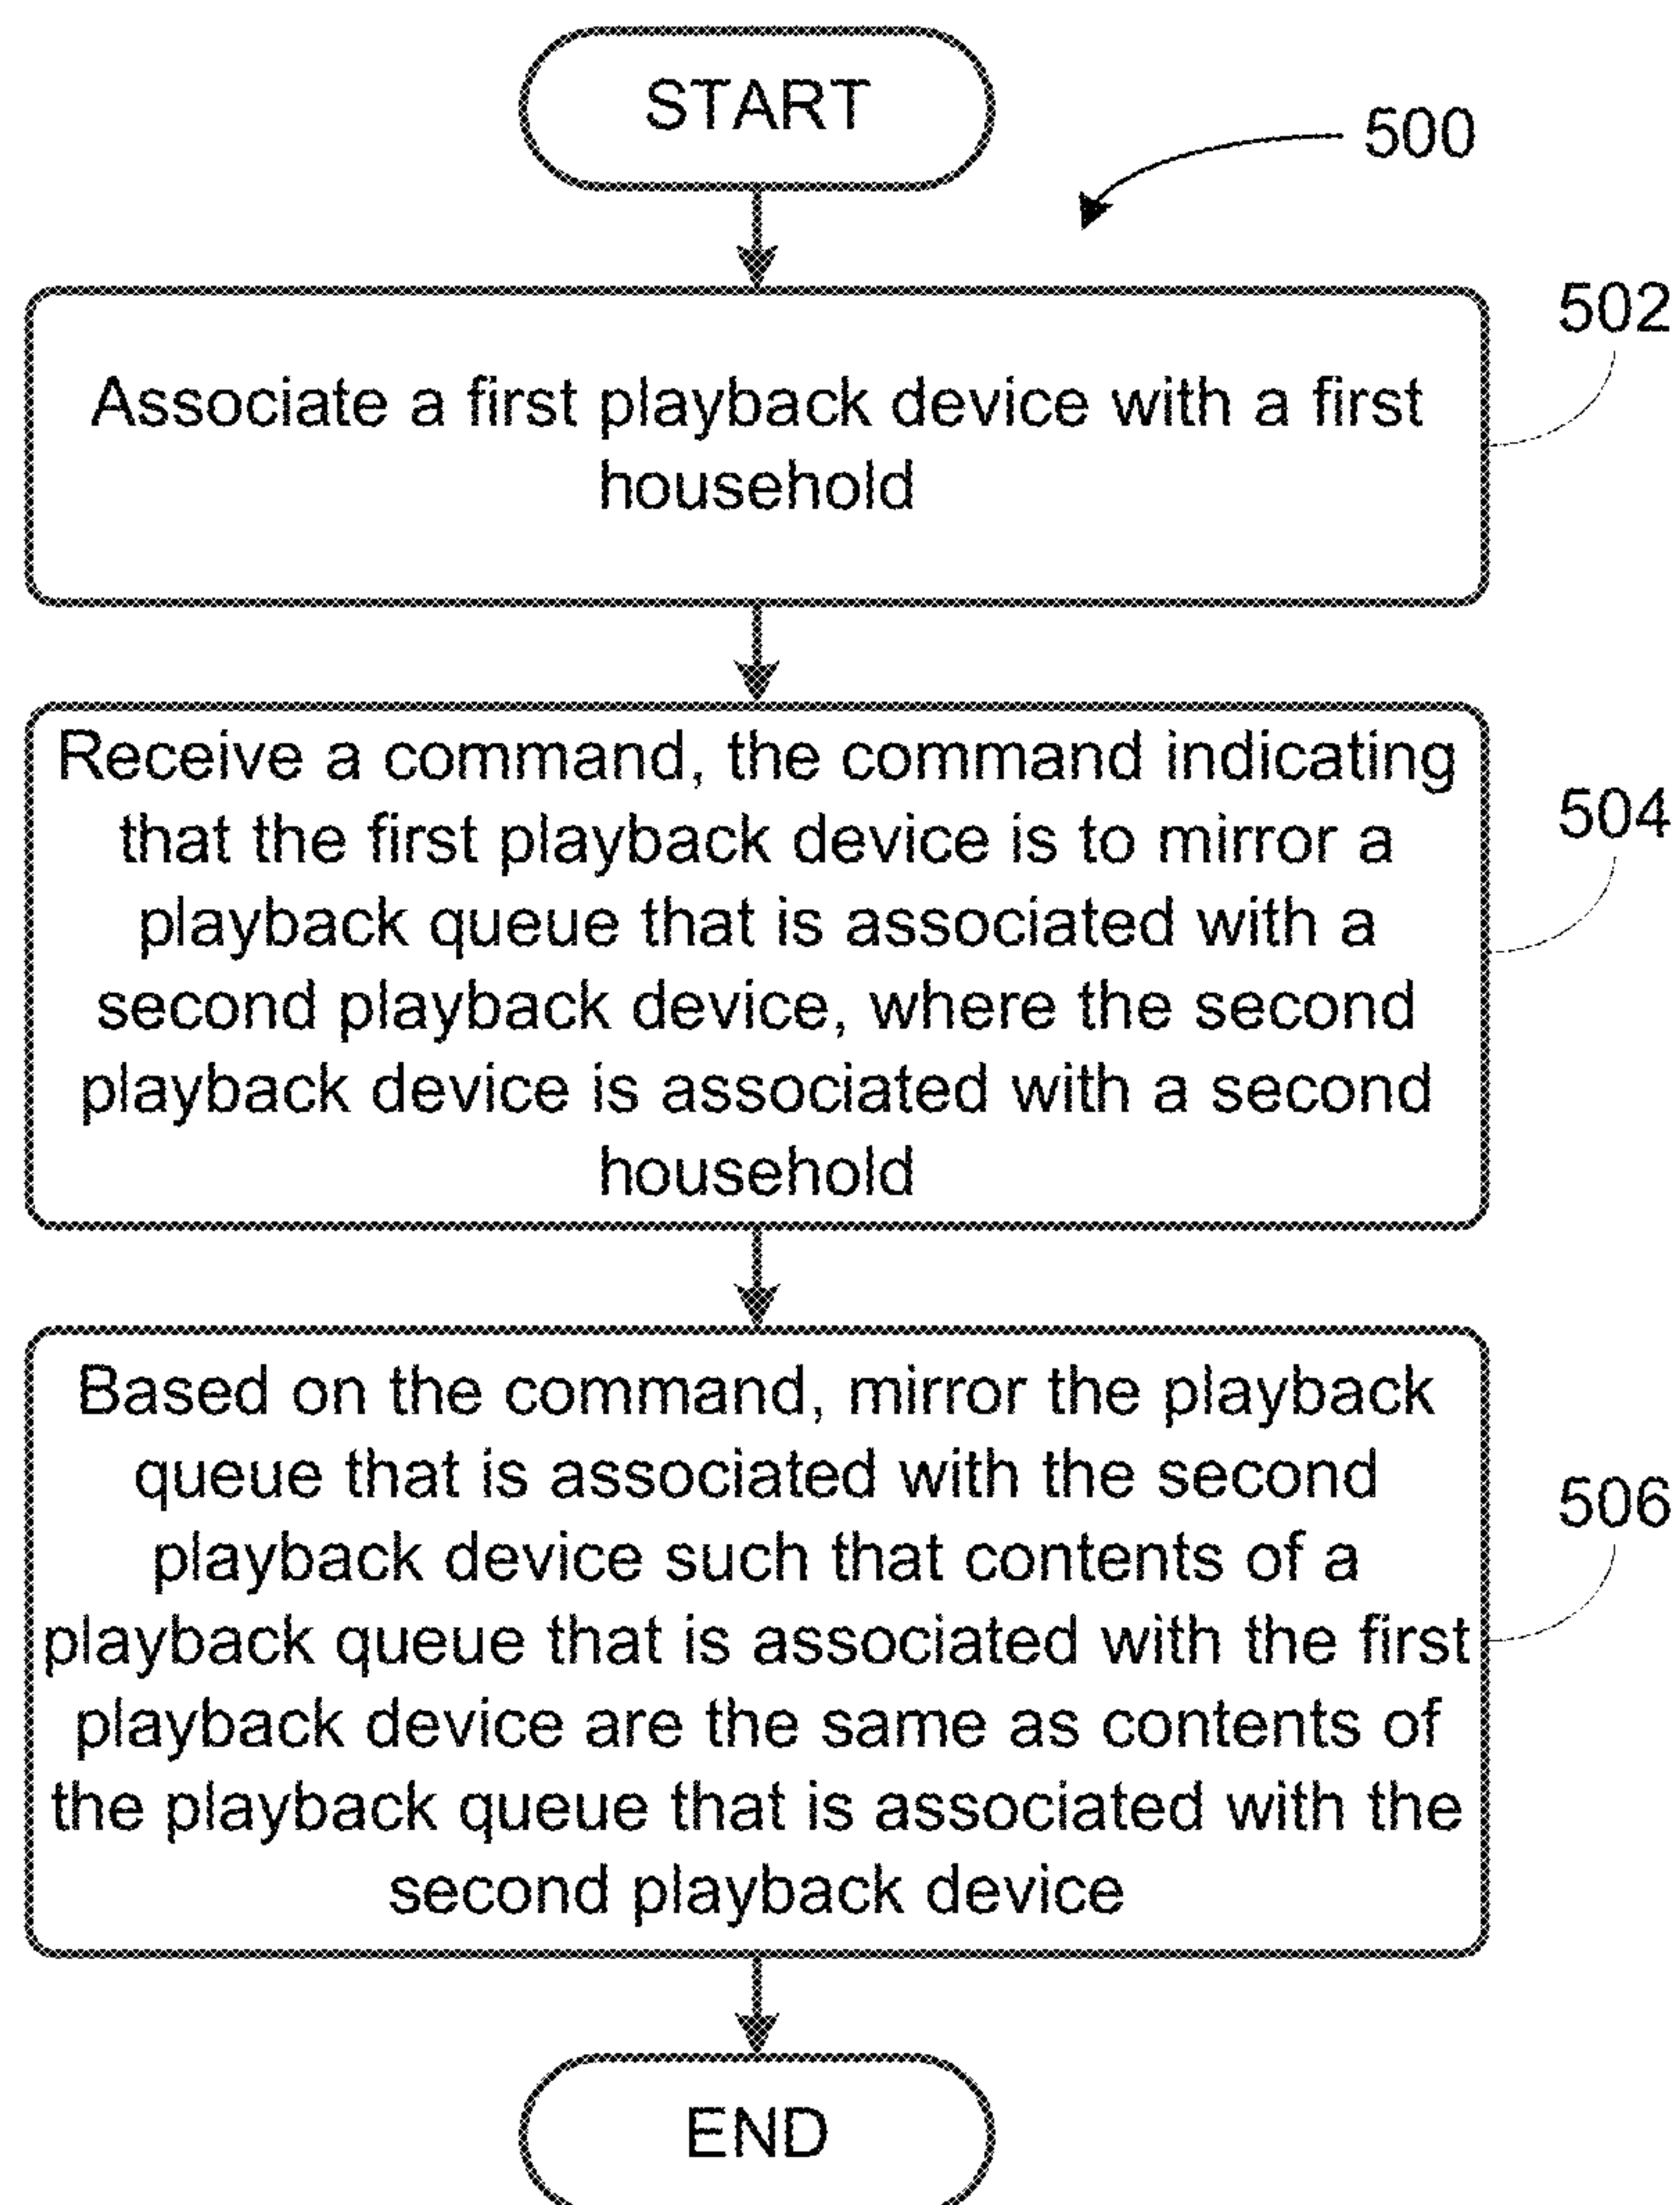 START
500
502
Associate a first playback device with a first
household
Receive a command, the command indicating
that the first playback device is to mirror a
504
playback queue that is associated with a
second playback device, where the second
playback device is associated with a second
household
Based on the command, mirror the playback
queue that is associated with the second
506
playback device such that contents of a
playback queue that is associated with the first
playback device are the same as contents of
the playback queue that is associated with the
second playback device
END